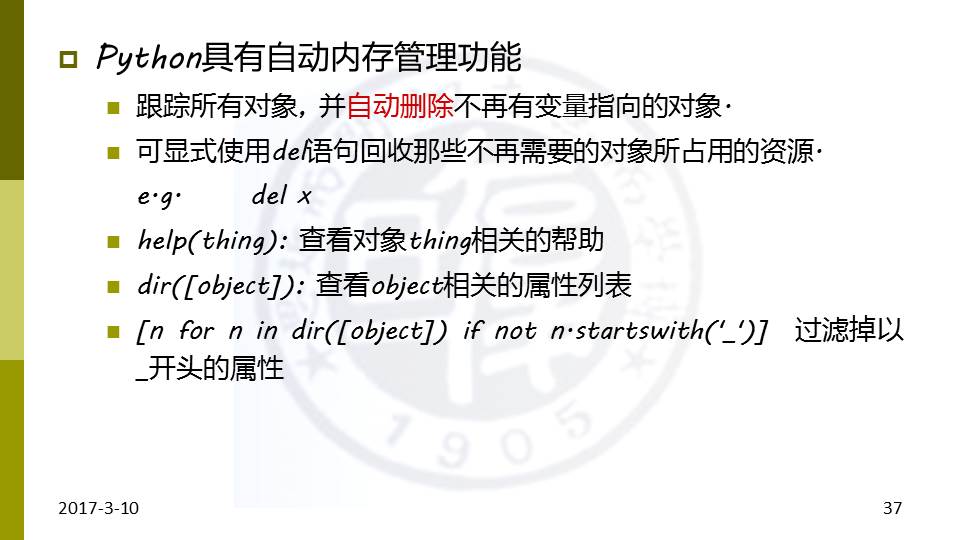 Python具有自动内存管理功能
跟踪所有对象, 并自动删除不再有变量指向的对象.
可显式使用del语句回收那些不再需要的对象所占用的资源.
e.g. del x
help(thing): 查看对象thing相关的帮助
dir([object]): 查看object相关的属性列表
[n for n in dir([object]) if not n.startswith('_')] 过滤掉以
_开头的属性
1905
2017-3-10
37